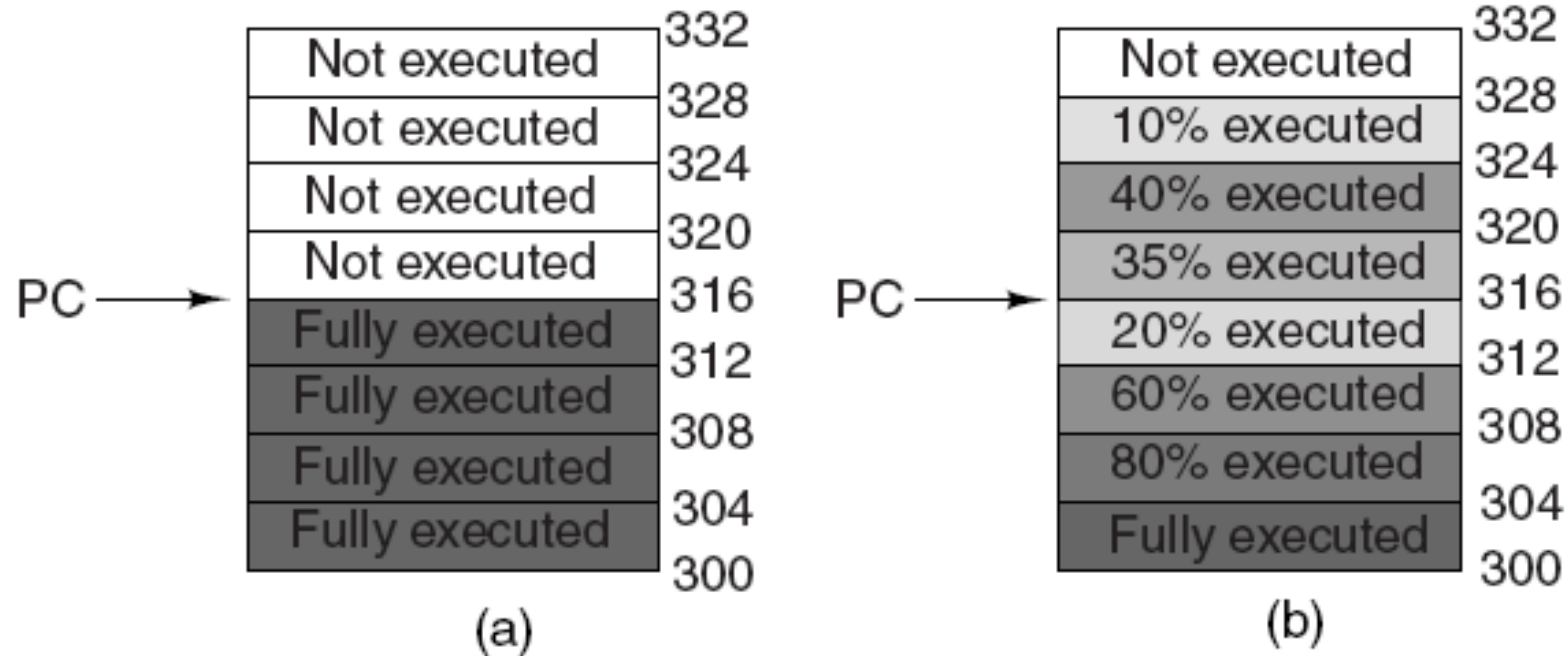 332
Not executed
328
Not executed
324
Not executed
320
Not executed
PC
316
Fully executed
312
Fully executed
308
Fully executed
304
Fully executed
300
(a)
332
Not executed
328
10% executed
324
40% executed
320
35% executed
PC
316
20% executed
312
60% executed
308
80% executed
304
Fully executed
300
(b)